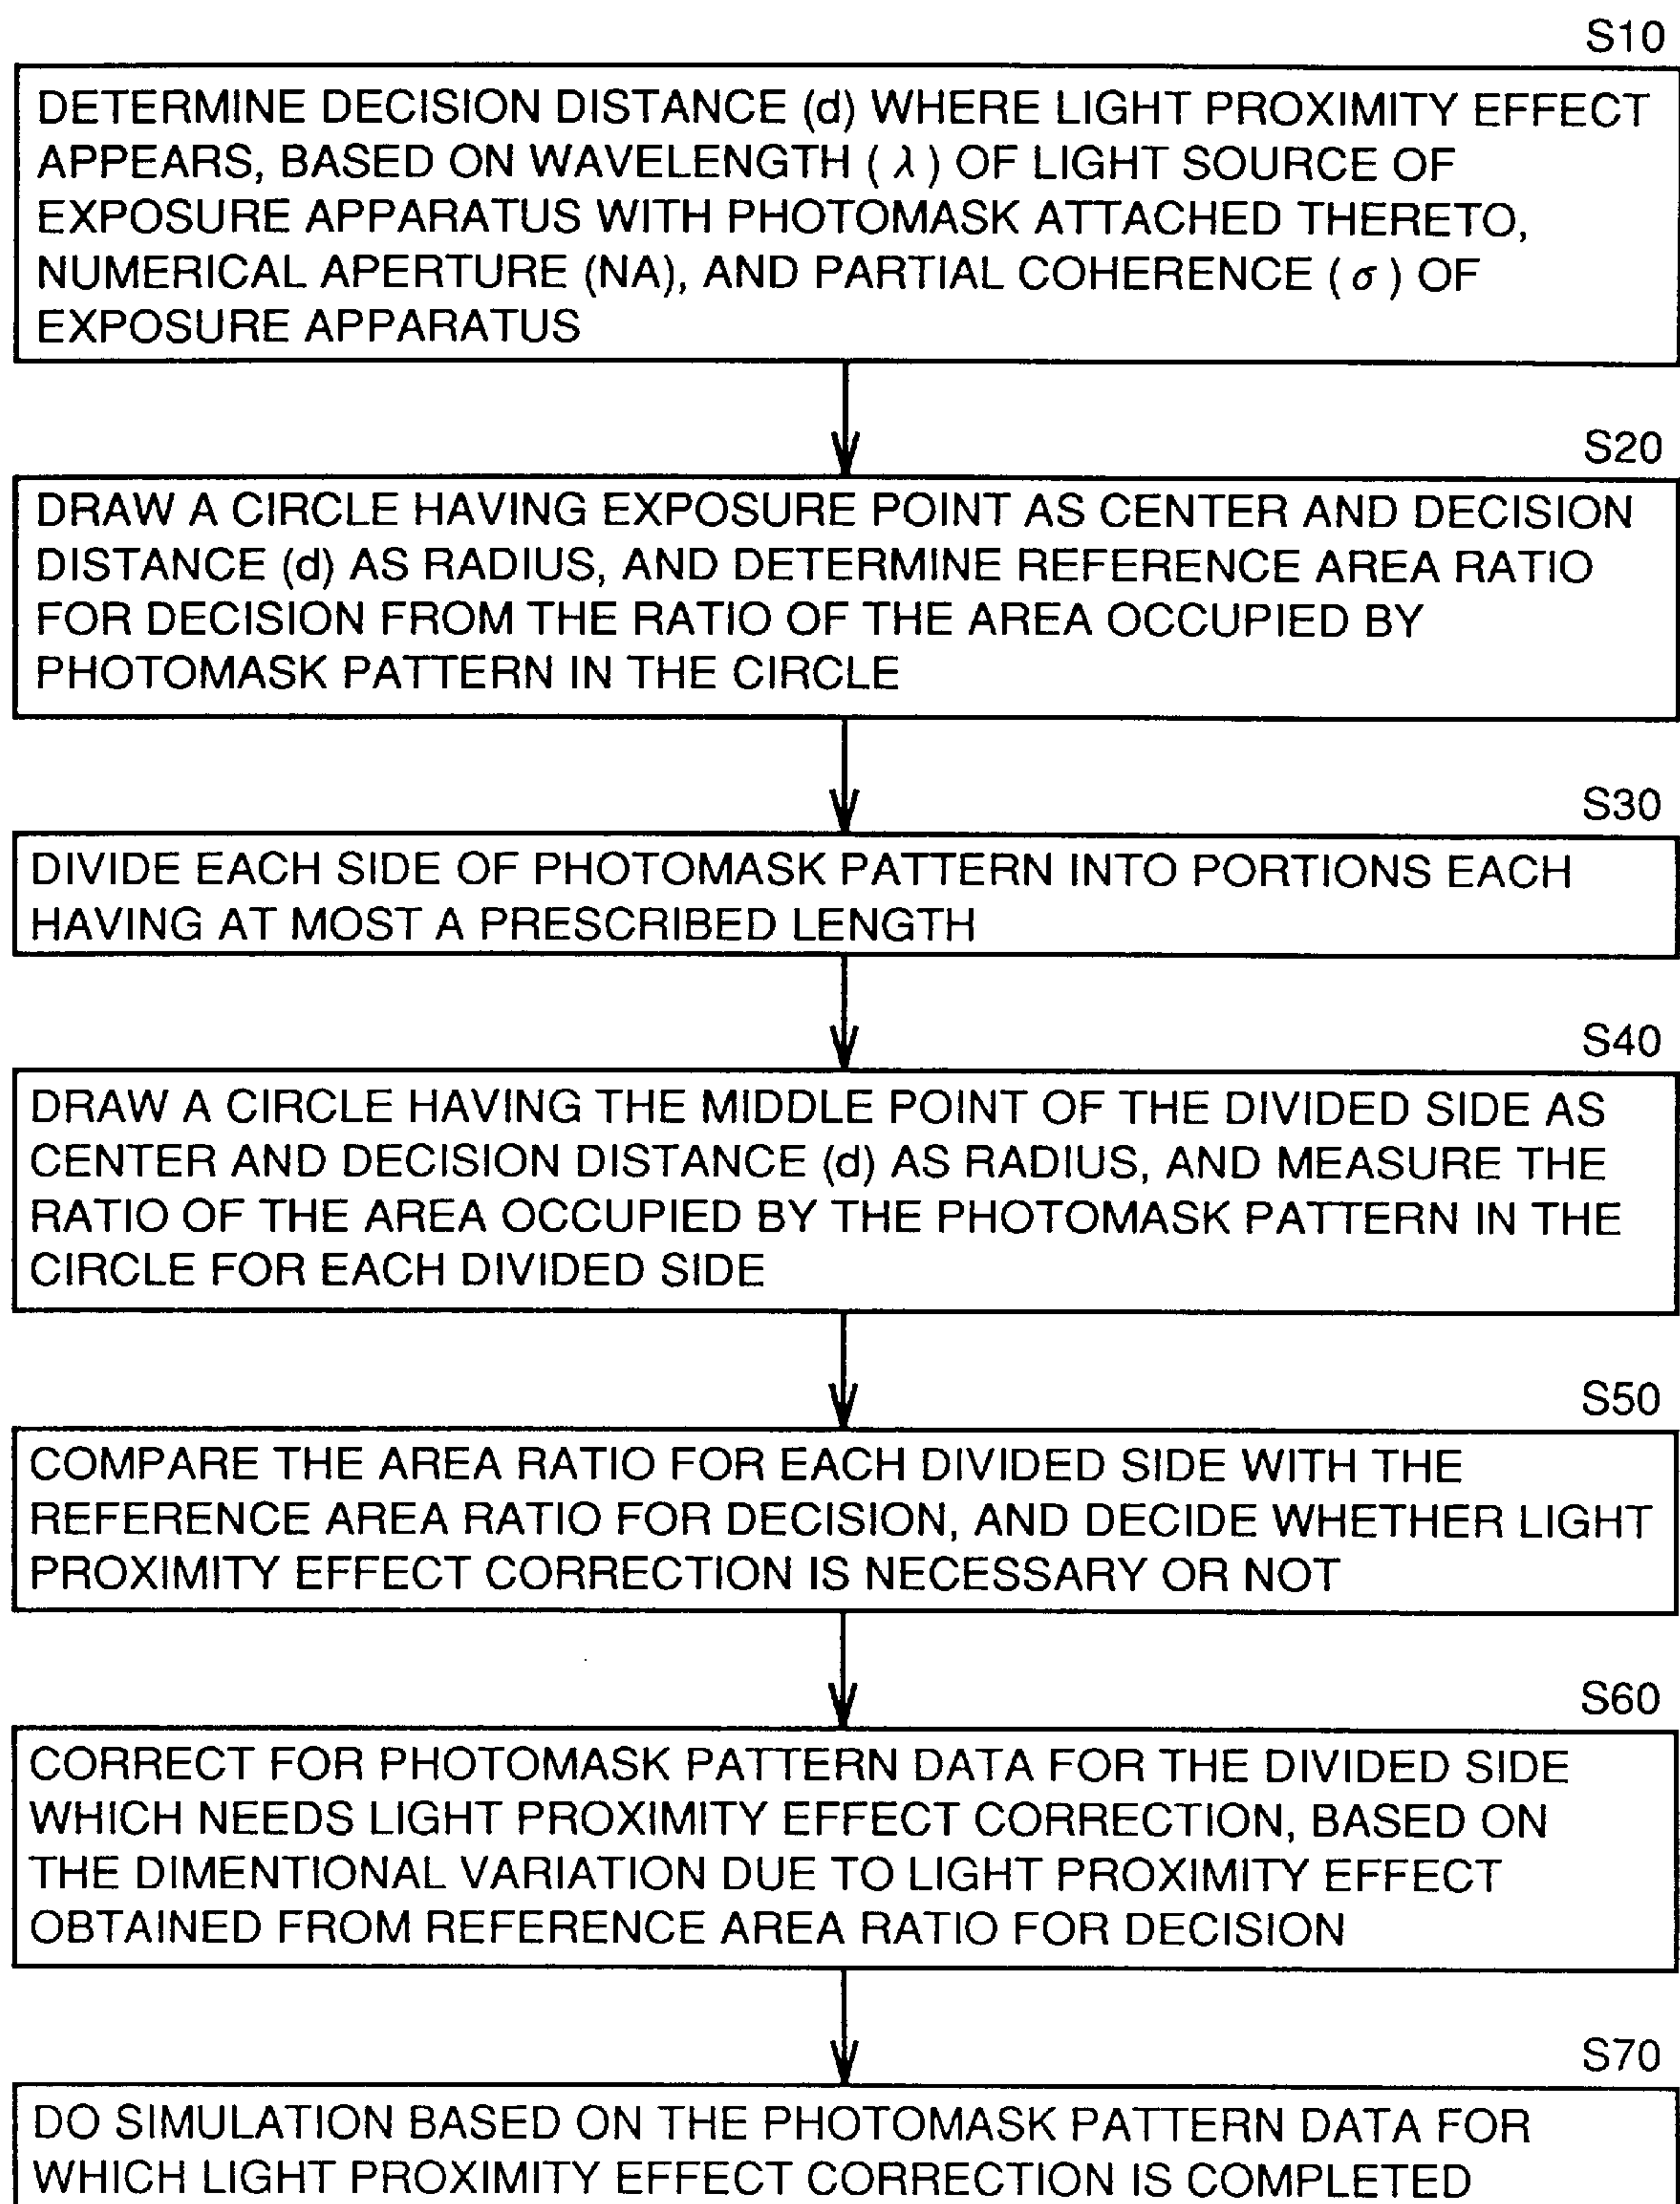 S10
DETERMINE DECISION DISTANCE (d) WHERE LIGHT PROXIMITY EFFECT
APPEARS, BASED ON WAVELENGTH (λ) OF LIGHT SOURCE OF
EXPOSURE APPARATUS WITH PHOTOMASK ATTACHED THERETO,
NUMERICAL APERTURE (NA), AND PARTIAL COHERENCE (σ) OF
EXPOSURE APPARATUS
S20
DRAW A CIRCLE HAVING EXPOSURE POINT AS CENTER AND DECISION
DISTANCE (d) AS RADIUS, AND DETERMINE REFERENCE AREA RATIO
FOR DECISION FROM THE RATIO OF THE AREA OCCUPIED BY
PHOTOMASK PATTERN IN THE CIRCLE
S30
DIVIDE EACH SIDE OF PHOTOMASK PATTERN INTO PORTIONS EACH
HAVING AT MOST A PRESCRIBED LENGTH
S40
DRAW A CIRCLE HAVING THE MIDDLE POINT OF THE DIVIDED SIDE AS
CENTER AND DECISION DISTANCE (d) AS RADIUS, AND MEASURE THE
RATIO OF THE AREA OCCUPIED BY THE PHOTOMASK PATTERN IN THE
CIRCLE FOR EACH DIVIDED SIDE
S50
COMPARE THE AREA RATIO FOR EACH DIVIDED SIDE WITH THE
REFERENCE AREA RATIO FOR DECISION, AND DECIDE WHETHER LIGHT
PROXIMITY EFFECT CORRECTION IS NECESSARY OR NOT
S60
CORRECT FOR PHOTOMASK PATTERN DATA FOR THE DIVIDED SIDE
WHICH NEEDS LIGHT PROXIMITY EFFECT CORRECTION, BASED ON
THE DIMENTIONAL VARIATION DUE TO LIGHT PROXIMITY EFFECT
OBTAINED FROM REFERENCE AREA RATIO FOR DECISION
S70
DO SIMULATION BASED ON THE PHOTOMASK PATTERN DATA FOR
WHICH LIGHT PROXIMITY EFFECT CORRECTION IS COMPLETED